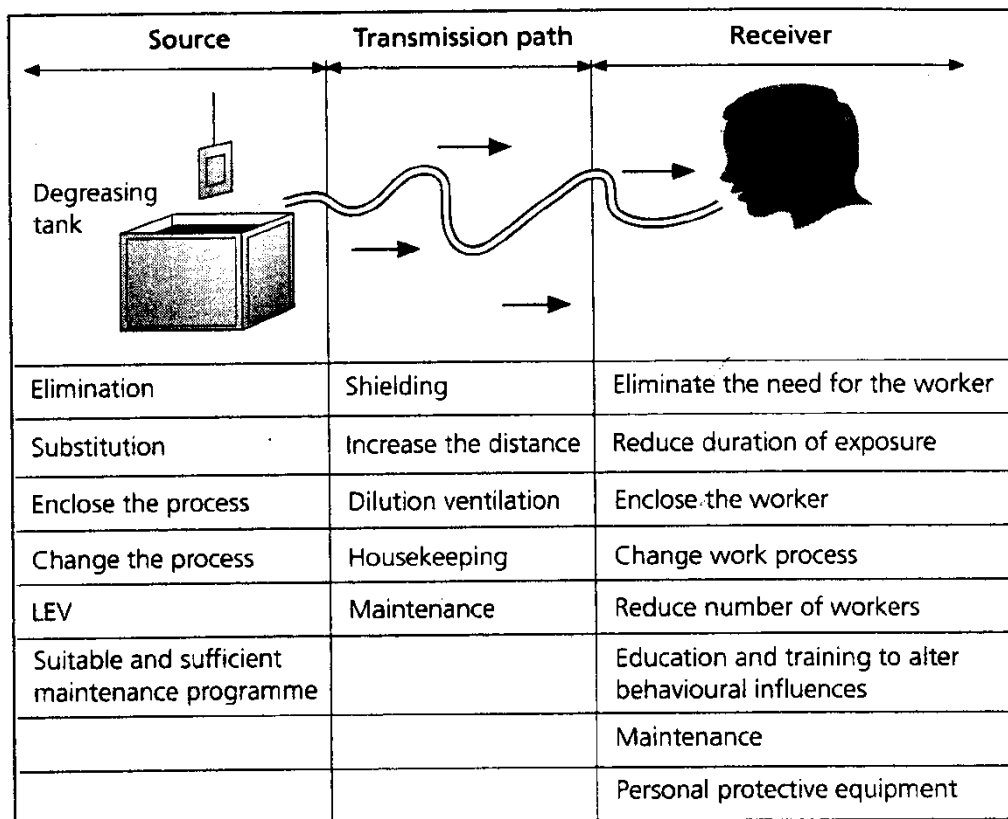 Source Transmission path Receiver
Degreasing
tank
Elimination Shielding Eliminate the need for the worker
Substitution Increase the distance Reduce duration of exposure
Enclose the process Dilution ventilation Enclose the worker
Change the process Housekeeping Change work process
LEV Maintenance Reduce number of workers
Suitable and sufficient
maintenance programme
Education and training to alter
behavioural influences
Maintenance
Personal protective equipment